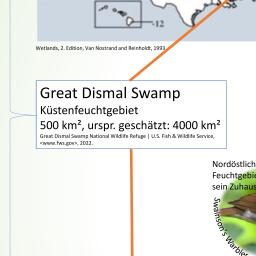 -12
Wetlands, 2. Edition, Van Nostrand and Reinholdt, 1993
Great Dismal Swamp
Küstenfeuchtgebiet
500 km², urspr. geschätzt: 4000 km²
Great Dismal Swamp National Wildlife Refuge | U.S. Fish & Wildlife Service,
<www.fws.gov>, 2022.
Nordöstlich
Feuchtgebie
sein Zuhaus
Swainson's Warbler